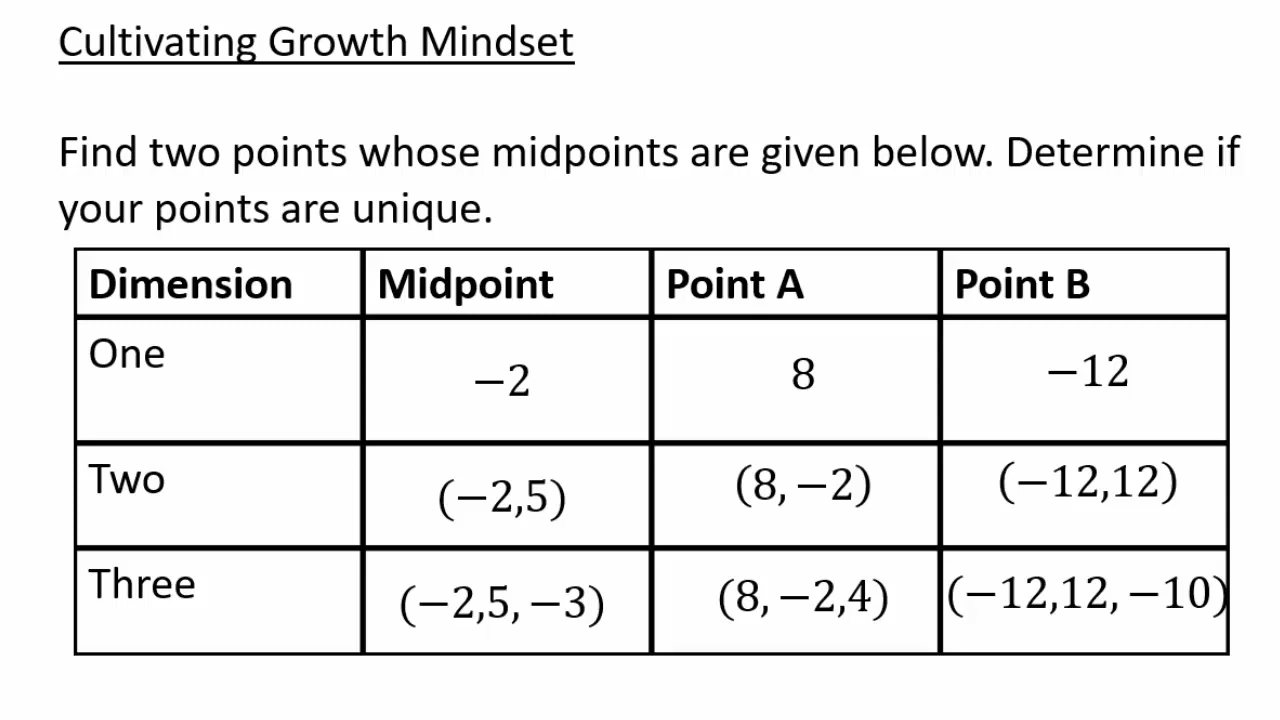 Cultivating Growth Mindset
Find two points whose midpoints are given below. Determine if
your points are unique.
Dimension Midpoint Point A Point B
One −2 8 −12
Two (−2,5) (8, −2) (−12,12)
Three (−2,5, −3) (8, −2,4) (−12,12, −10)